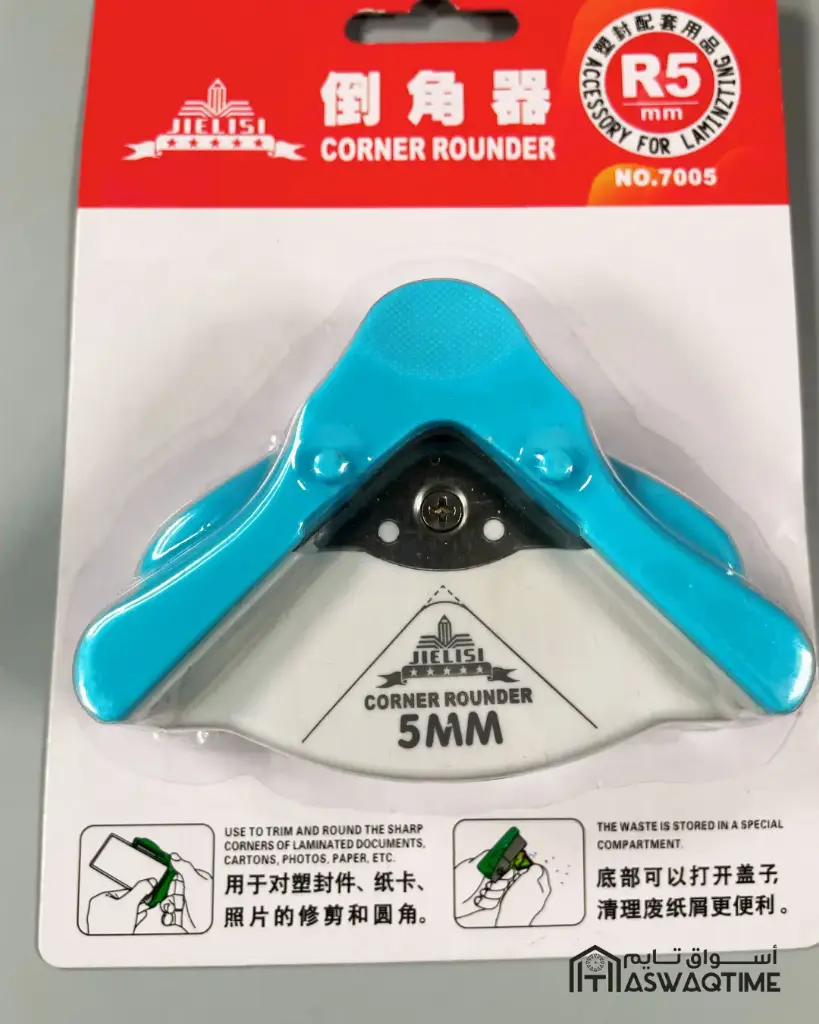 JIELISI
倒角器
CORNER ROUNDER
塑封配套用品
R5
mm
ACCESSORY FOR LAMINZTING
NO.7005
JIELISI
CORNER ROUNDER
5MM
USE TO TRIM AND ROUND THE SHARP
CORNERS OF LAMINATED DOCUMENTS,
CARTONS, PHOTOS, PAPER, ETC.
用于对塑封件、纸卡、
照片的修剪和圆角。
THE WASTE IS STORED IN A SPECIAL
COMPARTMENT.
底部可以打开盖子,
清理废纸屑更便利。
أسواق تايم
ASWAQTIME